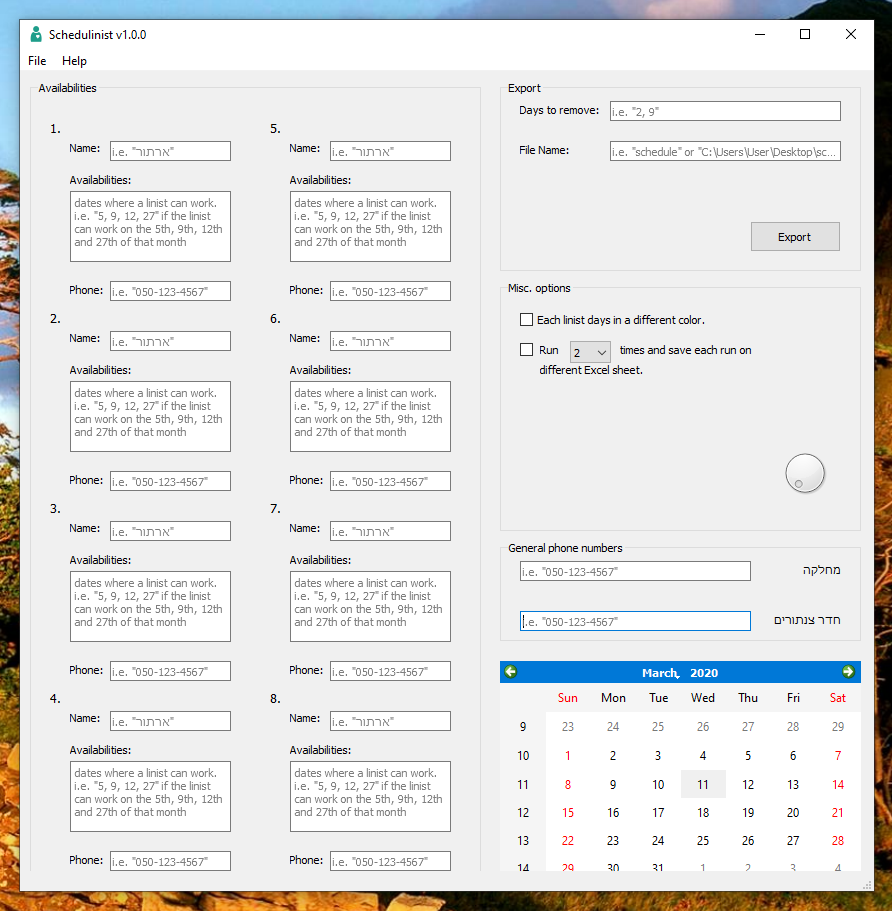 Schedulinist v1.0.0
File Help
Availabilities
1.
Name: i.e. "ארתור"
Availabilities:
dates where a linist can work.
i.e. "5, 9, 12, 27" if the linist
can work on the 5th, 9th, 12th
and 27th of that month
Phone: i.e. "050-123-4567"
2.
Name: i.e. "ארתור"
Availabilities:
dates where a linist can work.
i.e. "5, 9, 12, 27" if the linist
can work on the 5th, 9th, 12th
and 27th of that month
Phone: i.e. "050-123-4567"
3.
Name: i.e. "ארתור"
Availabilities:
dates where a linist can work.
i.e. "5, 9, 12, 27" if the linist
can work on the 5th, 9th, 12th
and 27th of that month
Phone: i.e. "050-123-4567"
4.
Name: i.e. "ארתור"
Availabilities:
dates where a linist can work.
i.e. "5, 9, 12, 27" if the linist
can work on the 5th, 9th, 12th
and 27th of that month
Phone: i.e. "050-123-4567"
5.
Name: i.e. "ארתור"
Availabilities:
dates where a linist can work.
i.e. "5, 9, 12, 27" if the linist
can work on the 5th, 9th, 12th
and 27th of that month
Phone: i.e. "050-123-4567"
6.
Name: i.e. "ארתור"
Availabilities:
dates where a linist can work.
i.e. "5, 9, 12, 27" if the linist
can work on the 5th, 9th, 12th
and 27th of that month
Phone: i.e. "050-123-4567"
7.
Name: i.e. "ארתור"
Availabilities:
dates where a linist can work.
i.e. "5, 9, 12, 27" if the linist
can work on the 5th, 9th, 12th
and 27th of that month
Phone: i.e. "050-123-4567"
8.
Name: i.e. "ארתור"
Availabilities:
dates where a linist can work.
i.e. "5, 9, 12, 27" if the linist
can work on the 5th, 9th, 12th
and 27th of that month
Phone: i.e. "050-123-4567"
Export
Days to remove: i.e. "2, 9"
File Name: i.e. "schedule" or "C:\Users\User\Desktop\sc...
Export
Misc. options
Each linist days in a different color.
Run 2 times and save each run on
different Excel sheet.
General phone numbers
i.e. "050-123-4567" מחלקה
i.e. "050-123-4567" חדר צנתורים
March, 2020
Sun Mon Tue Wed Thu Fri Sat
9 23 24 25 26 27 28 29
10 1 2 3 4 5 6 7
11 8 9 10 11 12 13 14
12 15 16 17 18 19 20 21
13 22 23 24 25 26 27 28
14 29 30 31 1 2 3 4